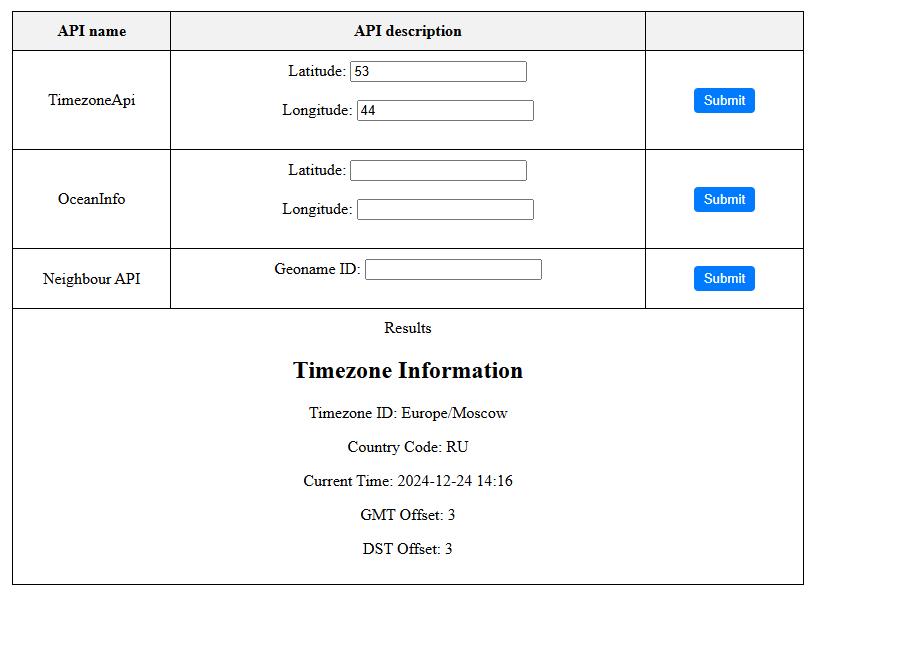 API name API description
Latitude: 53
TimezoneApi Submit
Longitude: 44
Latitude:
OceanInfo Submit
Longitude:
Neighbour API Geoname ID: Submit
Results
Timezone Information
Timezone ID: Europe/Moscow
Country Code: RU
Current Time: 2024-12-24 14:16
GMT Offset: 3
DST Offset: 3